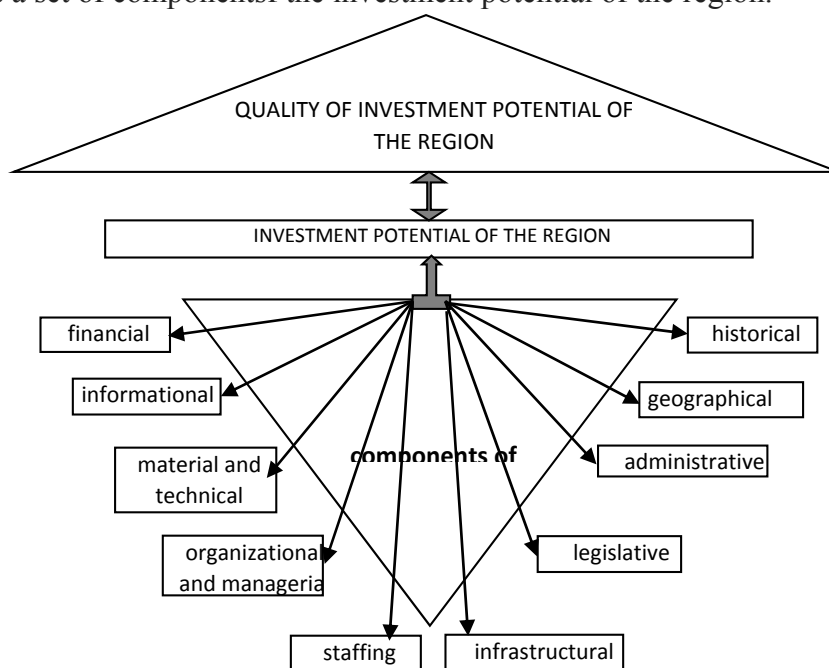 a set of components: the investment potential of the region.
QUALITY OF INVESTMENT POTENTIAL OF
THE REGION
INVESTMENT POTENTIAL OF THE REGION
financial
historical
informational
geographical
components of
material and
technical
administrative
organizational
and manageria
legislative
staffing
infrastructural